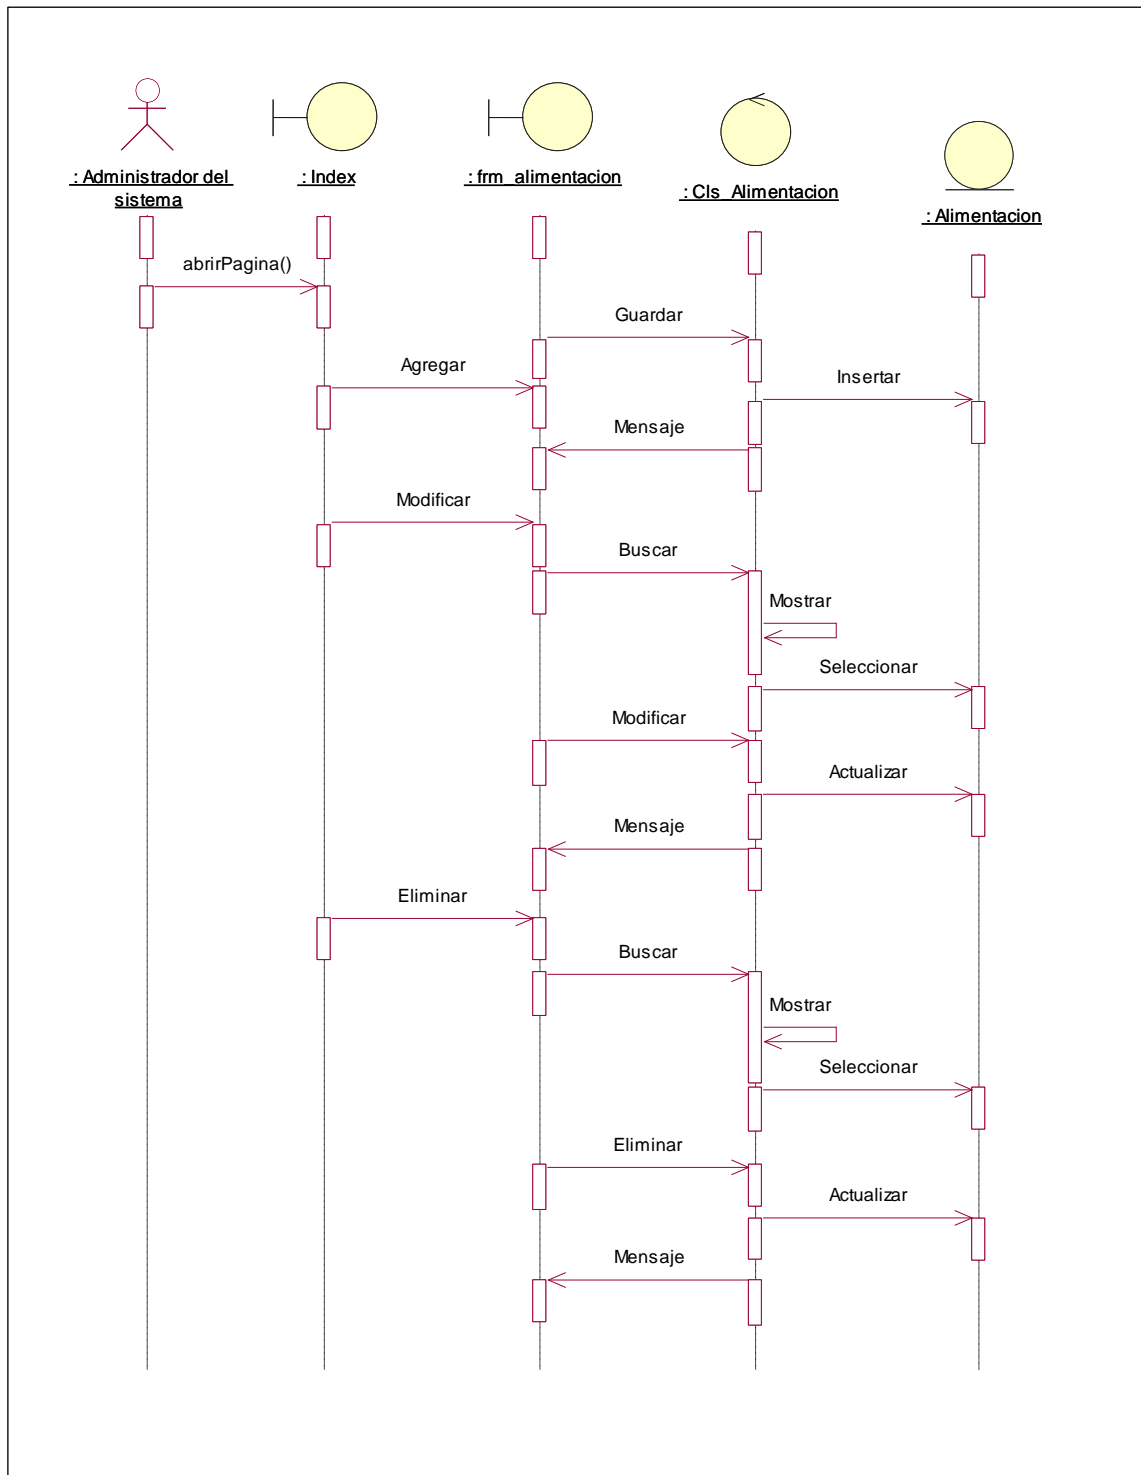 : Administrador del
sistema
: Index
: frm_alimentacion
: Cls_Alimentacion
: Alimentacion
abrirPagina()
Guardar
Agregar
Insertar
Mensaje
Modificar
Buscar
Mostrar
Seleccionar
Modificar
Actualizar
Mensaje
Eliminar
Buscar
Mostrar
Seleccionar
Eliminar
Actualizar
Mensaje